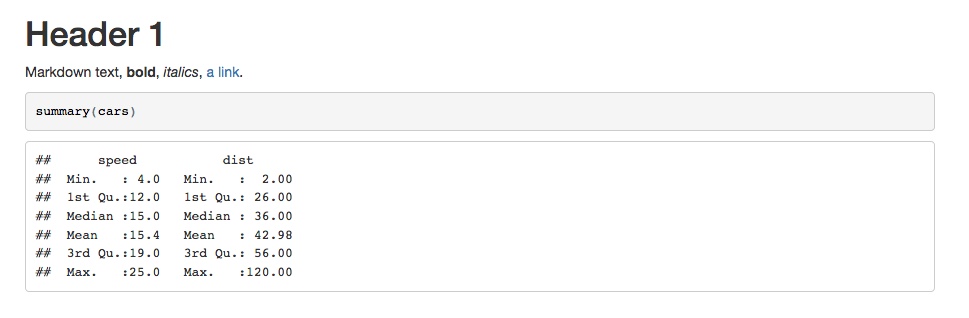 Header 1
Markdown text, bold, italics, a link.
summary(cars)
##      speed           dist
##  Min.   : 4.0   Min.   :  2.00
##  1st Qu.:12.0   1st Qu.: 26.00
##  Median :15.0   Median : 36.00
##  Mean   :15.4   Mean   : 42.98
##  3rd Qu.:19.0   3rd Qu.: 56.00
##  Max.   :25.0   Max.   :120.00